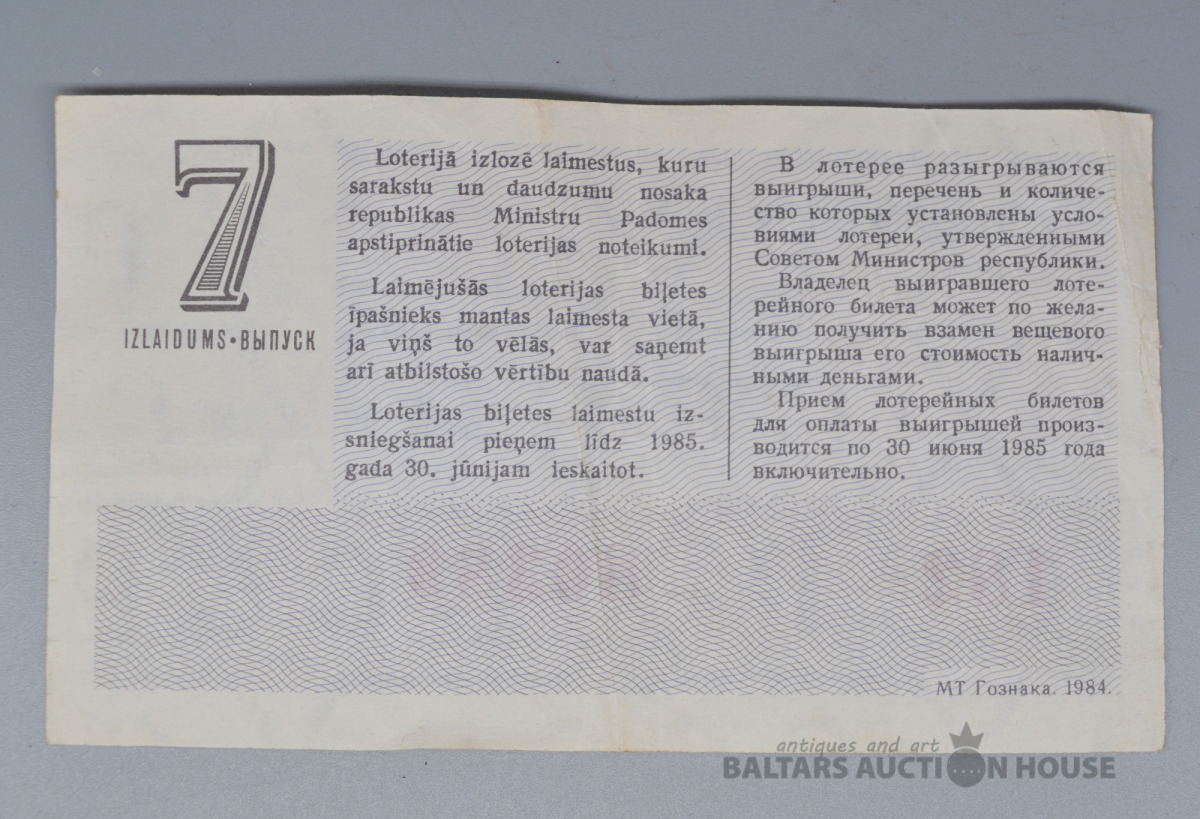 7
IZLAIDUMS•ВЫПУСК
Loterijā izlozē laimestus, kuru
sarakstu un daudzumu nosaka
republikas Ministru Padomes
apstiprinātie loterijas noteikumi.
Laimējušās loterijas biļetes
īpašnieks mantas laimesta vietā,
ja viņš to vēlās, var saņemt
arī atbilstošo vērtību naudā.
Loterijas biļetes laimestu iz-
sniegšanai pieņem līdz 1985.
gada 30. jūnijam ieskaitot.
В лотерее разыгрываются
выигрыши, перечень и количе-
ство которых установлены усло-
виями лотереи, утвержденными
Советом Министров республики.
Владелец выигравшего лоте-
рейного билета может по жела-
нию получить взамен вещевого
выигрыша его стоимость налич-
ными деньгами.
Прием лотерейных билетов
для оплаты выигрышей произ-
водится по 30 июня 1985 года
включительно.
МТ Гознака. 1984.
antiques and art
BALTARS AUCTION HOUSE